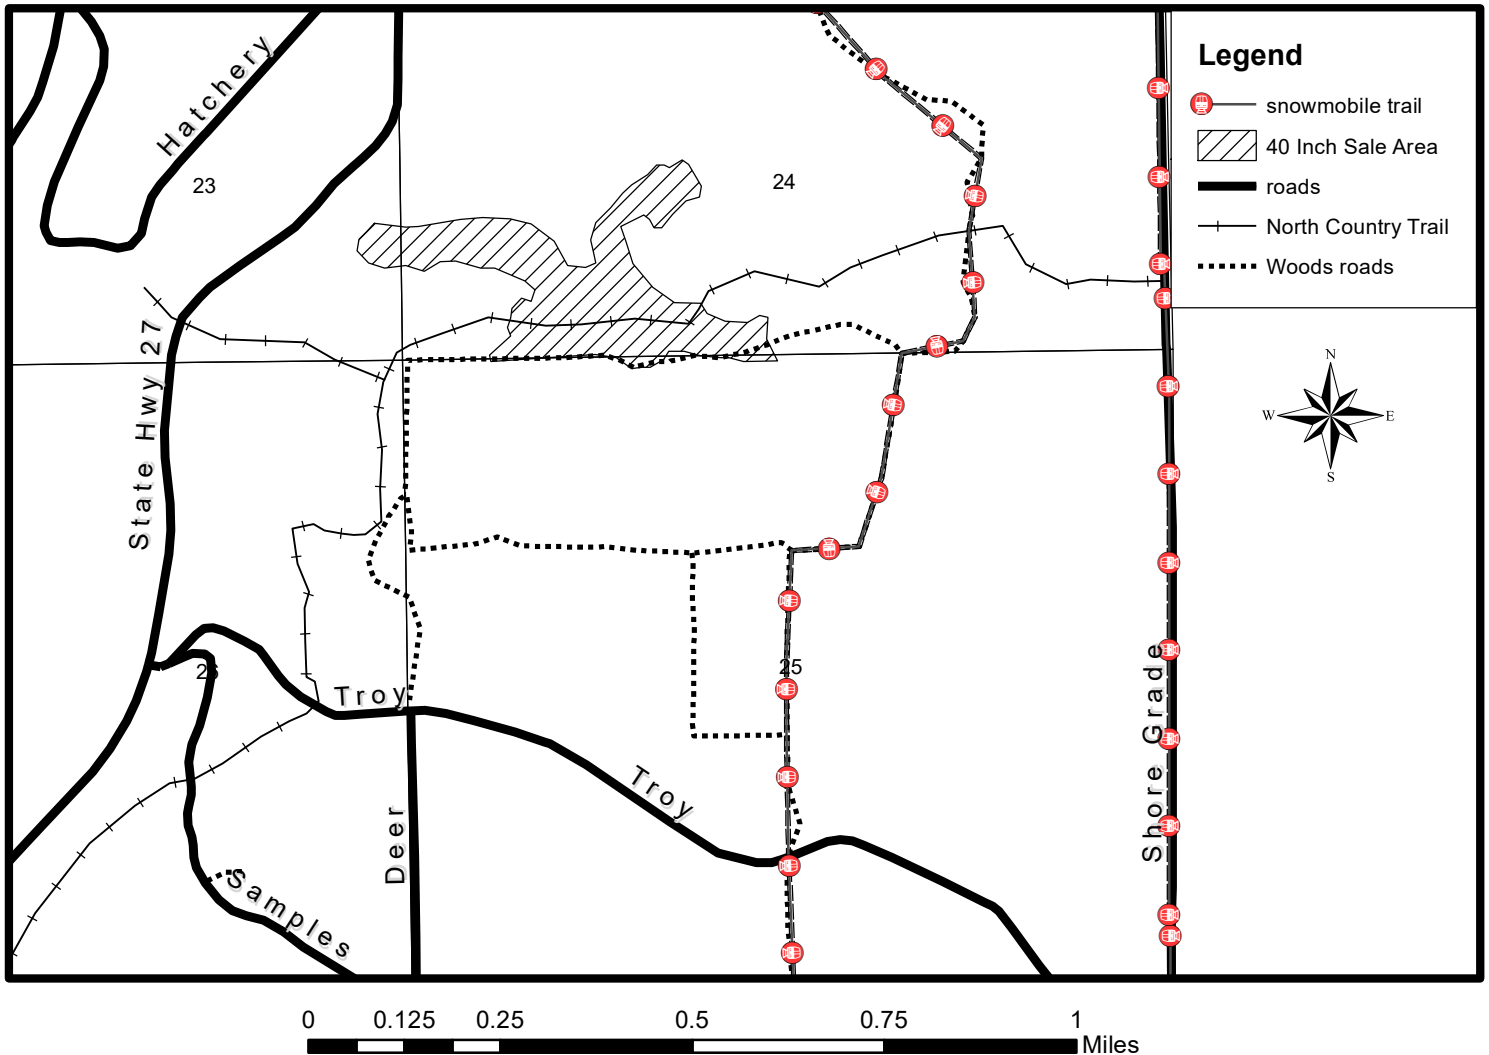 Legend
snowmobile trail
40 Inch Sale Area
roads
North Country Trail
Woods roads
Hatchery
23
24
State Hwy 27
N
W
E
S
26
25
Troy
Troy
Deer
Samples
Shore Grade
0 0.125 0.25 0.5 0.75 1
Miles